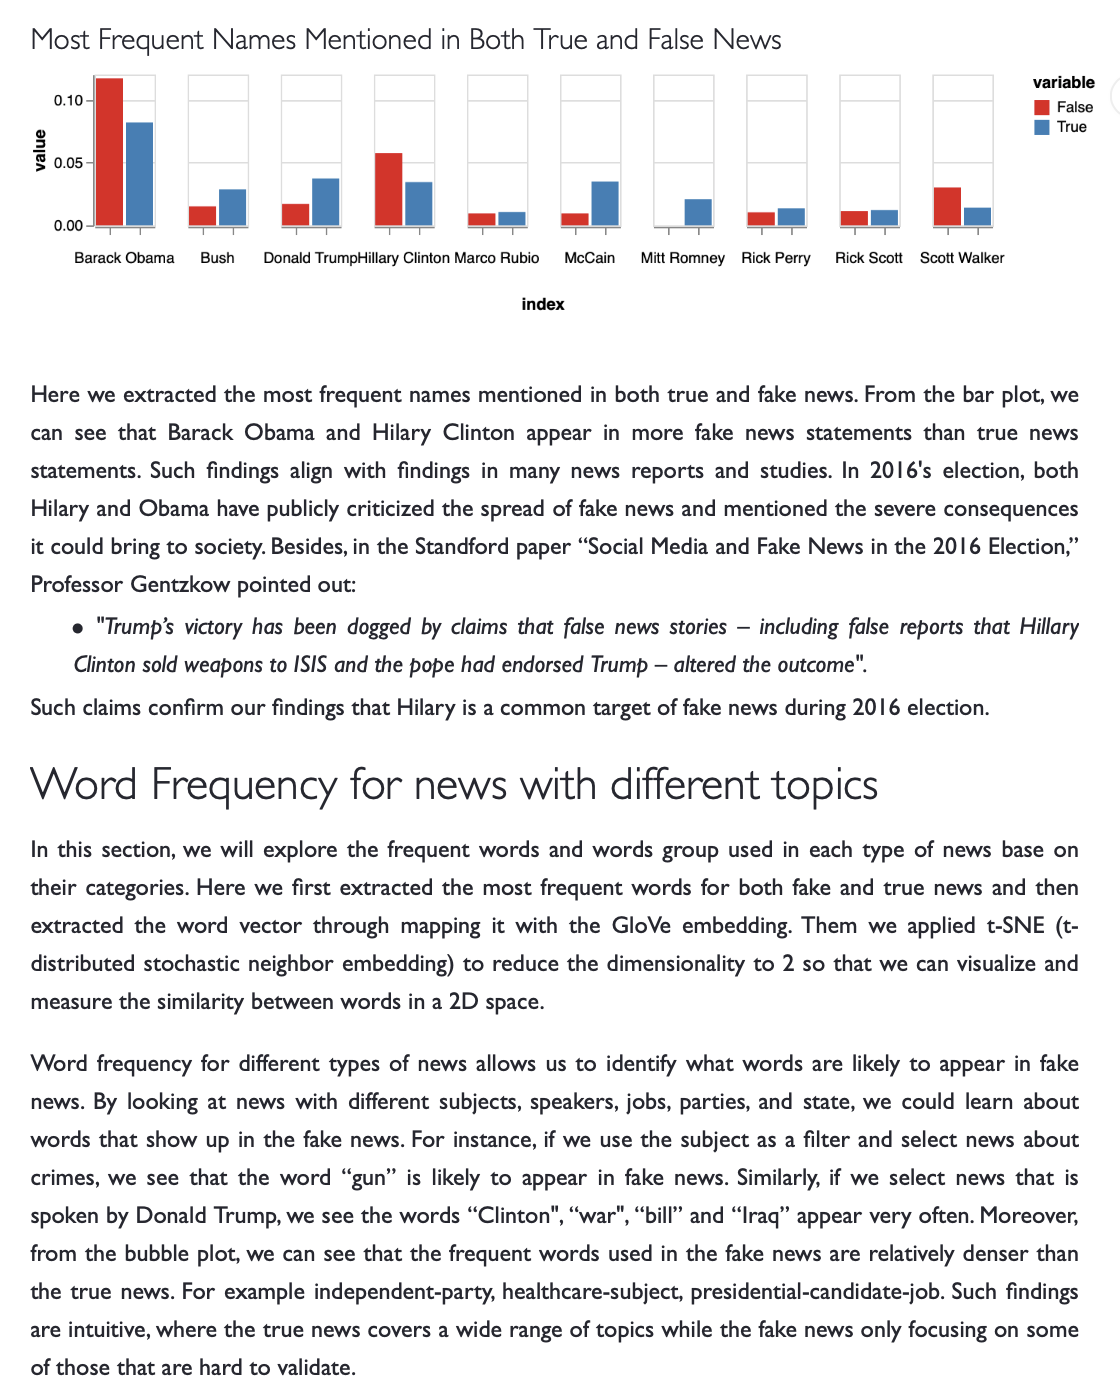 Most Frequent Names Mentioned in Both True and False News
variable
False
True
value
0.10
0.05
0.00
Barack Obama Bush Donald Trump Hillary Clinton Marco Rubio McCain Mitt Romney Rick Perry Rick Scott Scott Walker
index
Here we extracted the most frequent names mentioned in both true and fake news. From the bar plot, we
can see that Barack Obama and Hilary Clinton appear in more fake news statements than true news
statements. Such findings align with findings in many news reports and studies. In 2016's election, both
Hilary and Obama have publicly criticized the spread of fake news and mentioned the severe consequences
it could bring to society. Besides, in the Standford paper “Social Media and Fake News in the 2016 Election,”
Professor Gentzkow pointed out:
• "Trump’s victory has been dogged by claims that false news stories – including false reports that Hillary
Clinton sold weapons to ISIS and the pope had endorsed Trump – altered the outcome".
Such claims confirm our findings that Hilary is a common target of fake news during 2016 election.
Word Frequency for news with different topics
In this section, we will explore the frequent words and words group used in each type of news base on
their categories. Here we first extracted the most frequent words for both fake and true news and then
extracted the word vector through mapping it with the GloVe embedding. Them we applied t-SNE (t-
distributed stochastic neighbor embedding) to reduce the dimensionality to 2 so that we can visualize and
measure the similarity between words in a 2D space.
Word frequency for different types of news allows us to identify what words are likely to appear in fake
news. By looking at news with different subjects, speakers, jobs, parties, and state, we could learn about
words that show up in the fake news. For instance, if we use the subject as a filter and select news about
crimes, we see that the word “gun” is likely to appear in fake news. Similarly, if we select news that is
spoken by Donald Trump, we see the words “Clinton", “war", “bill” and “Iraq” appear very often. Moreover,
from the bubble plot, we can see that the frequent words used in the fake news are relatively denser than
the true news. For example independent-party, healthcare-subject, presidential-candidate-job. Such findings
are intuitive, where the true news covers a wide range of topics while the fake news only focusing on some
of those that are hard to validate.